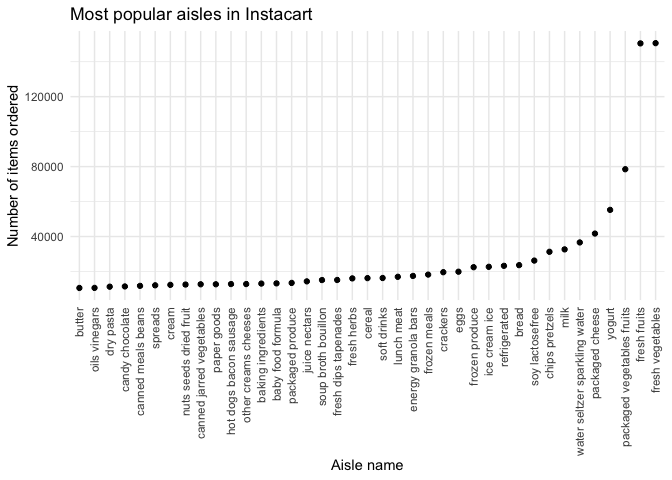 Most popular aisles in Instacart
Number of items ordered
120000
80000
40000
butter
oils vinegars
dry pasta
candy chocolate
canned meals beans
spreads
cream
nuts seeds dried fruit
canned jarred vegetables
paper goods
hot dogs bacon sausage
other creams cheeses
baking ingredients
baby food formula
packaged produce
juice nectars
soup broth bouillon
fresh dips tapenades
fresh herbs
cereal
soft drinks
lunch meat
energy granola bars
frozen meals
crackers
eggs
frozen produce
ice cream ice
refrigerated
bread
soy lactosefree
chips pretzels
milk
water seltzer sparkling water
packaged cheese
yogurt
packaged vegetables fruits
fresh fruits
fresh vegetables
Aisle name